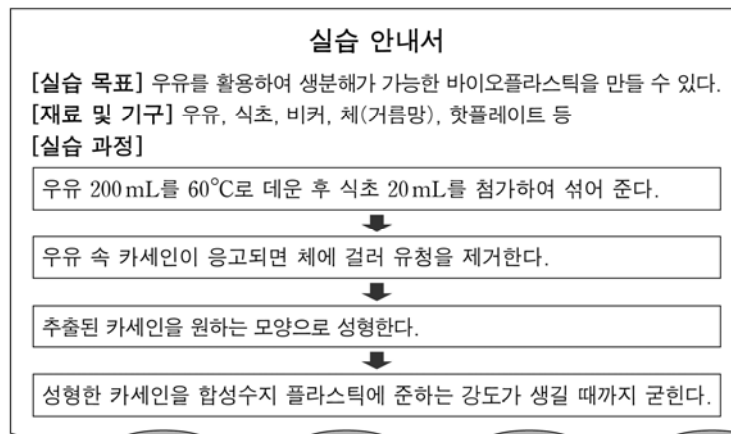 실습 안내서
[실습 목표] 우유를 활용하여 생분해가 가능한 바이오플라스틱을 만들 수 있다.
[재료 및 기구] 우유, 식초, 비커, 체(거름망), 핫플레이트 등
[실습 과정]
우유 200mL를 60℃로 데운 후 식초 20mL를 첨가하여 섞어 준다.
우유 속 카세인이 응고되면 체에 걸러 유청을 제거한다.
추출된 카세인을 원하는 모양으로 성형한다.
성형한 카세인을 합성수지 플라스틱에 준하는 강도가 생길 때까지 굳힌다.